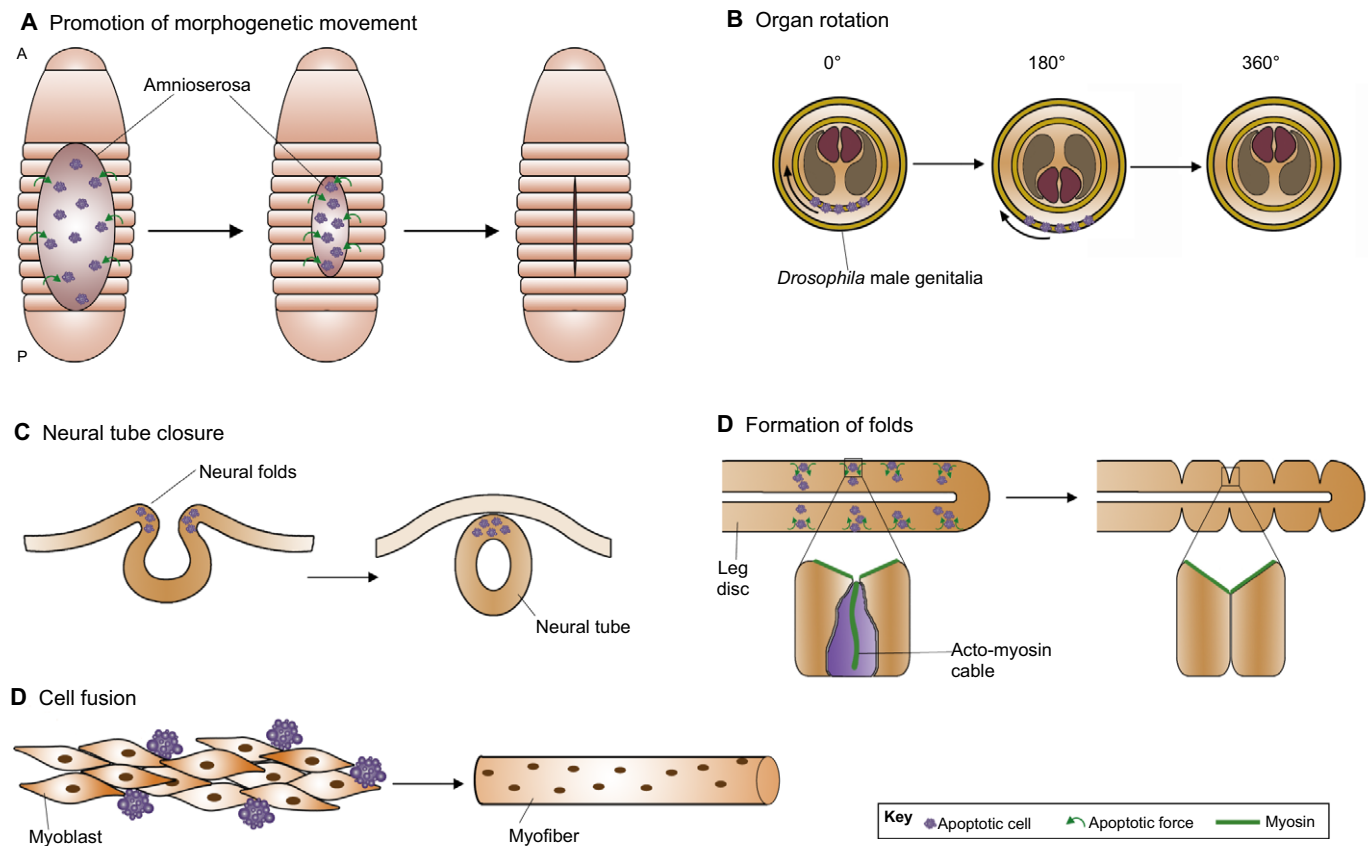 A Promotion of morphogenetic movement
A
Amnioserosa
P
B Organ rotation
0°
180°
360°
Drosophila male genitalia
C Neural tube closure
Neural folds
Neural tube
D Formation of folds
Leg
disc
Acto-myosin
cable
D Cell fusion
Myoblast
Myofiber
Key Apoptotic cell Apoptotic force Myosin